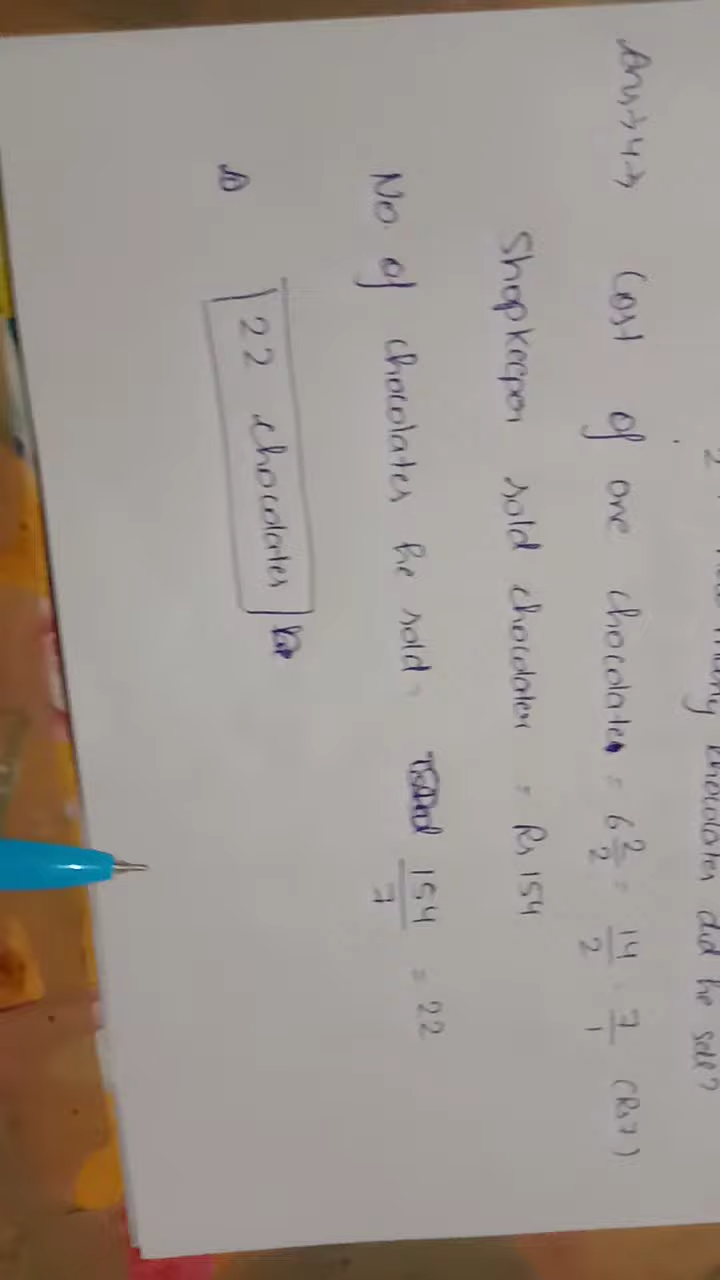 many chocolates did he sell?
Ans→4→ Cost of one chocolate = 6 2/2 = 14/2 = 7/1 (Rs 7)
Shopkeeper sold chocolates = Rs 154
No. of chocolates he sold = 154/7 = 22
22 chocolates